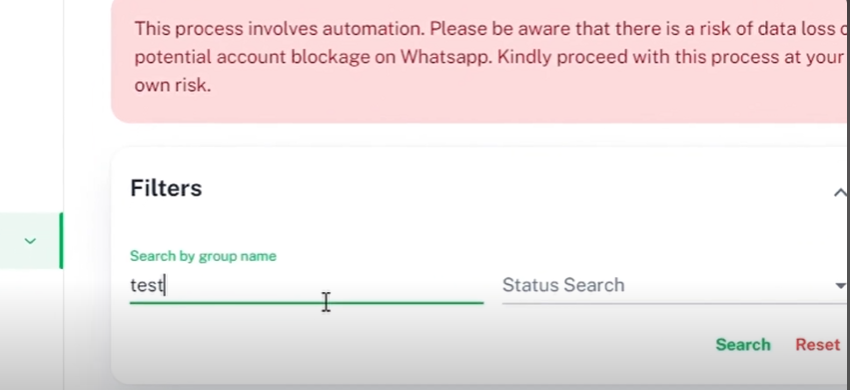 This process involves automation. Please be aware that there is a risk of data loss
potential account blockage on Whatsapp. Kindly proceed with this process at your
own risk.
Filters
Search by group name
test
Status Search
Search Reset